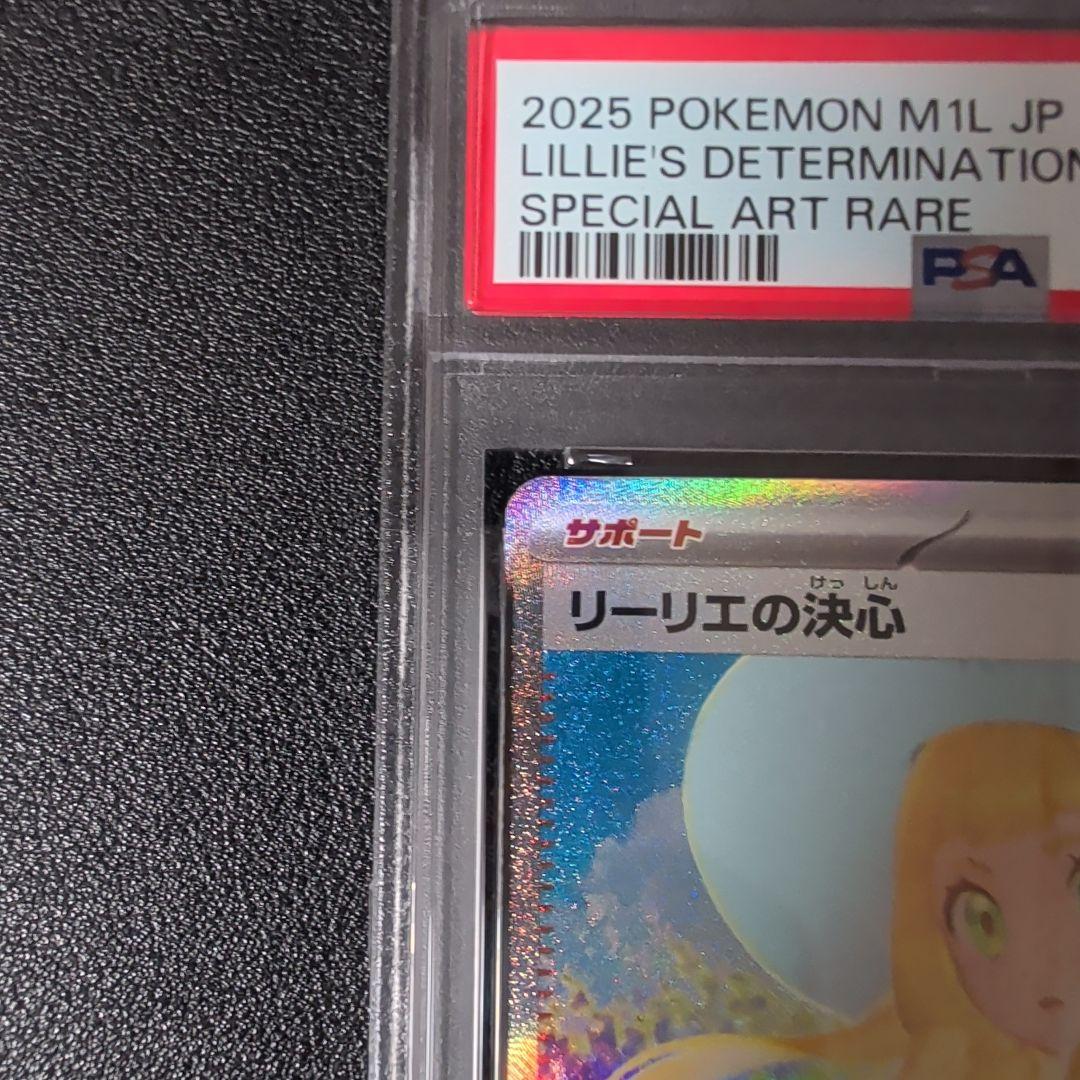 2025 POKEMON M1L JP
LILLIE'S DETERMINATION
SPECIAL ART RARE
PSA
サポート
けっ しん
リーリエの決心